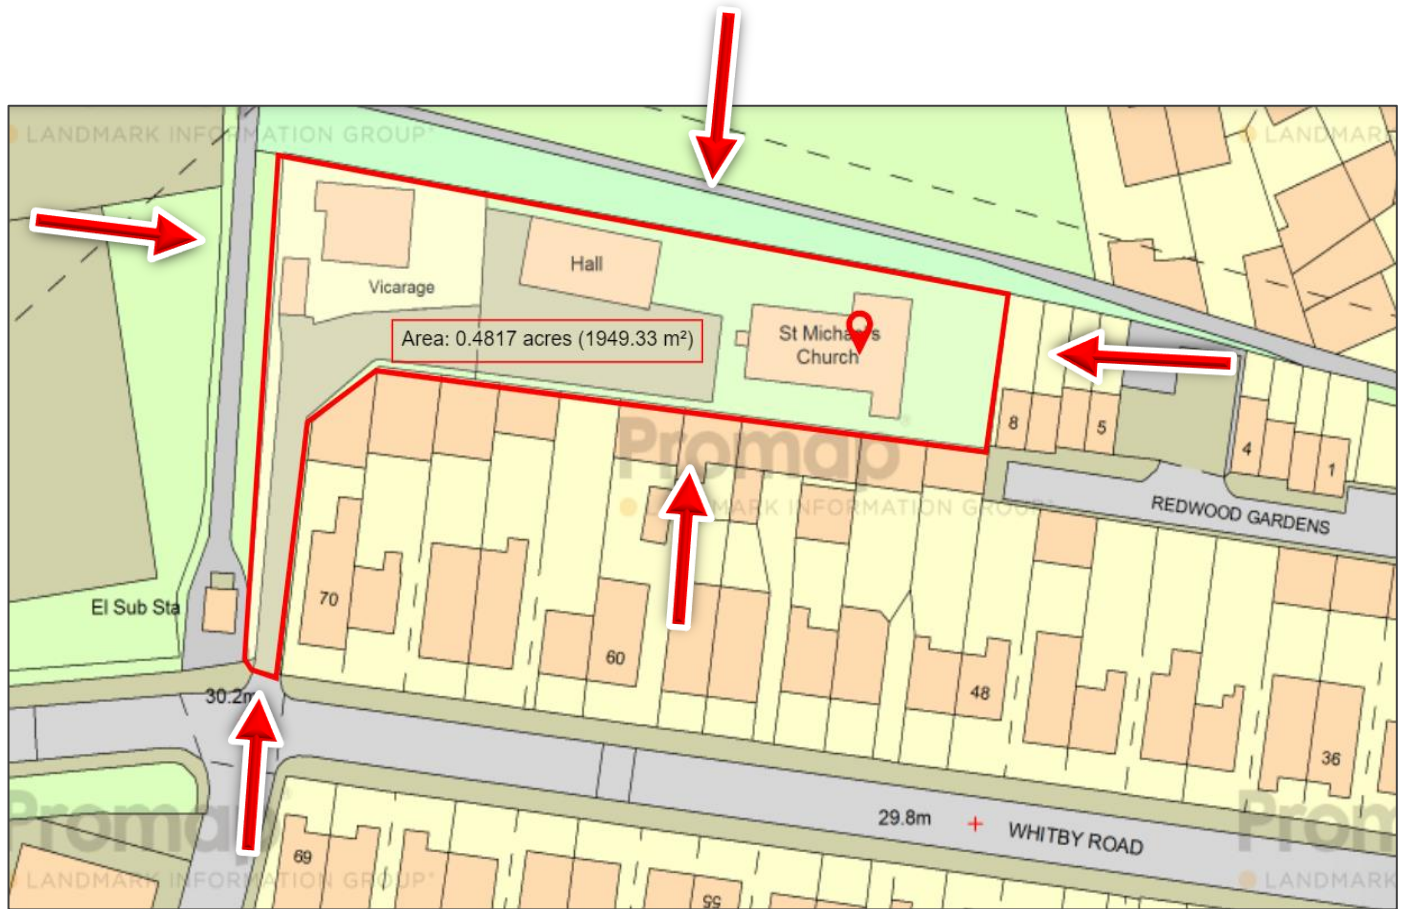 LANDMARK INFORMATION GROUP®
LANDMARK
Hall
Vicarage
Area: 0.4817 acres (1949.33 m²)
St Michael's
Church
8
5
4
1
Promap
LANDMARK INFORMATION GROUP®
REDWOOD GARDENS
70
El Sub Sta
60
48
30.2m
36
29.8m
WHITBY ROAD
Promap
Prom
69
LANDMARK INFORMATION GROUP®
LANDMARK
55